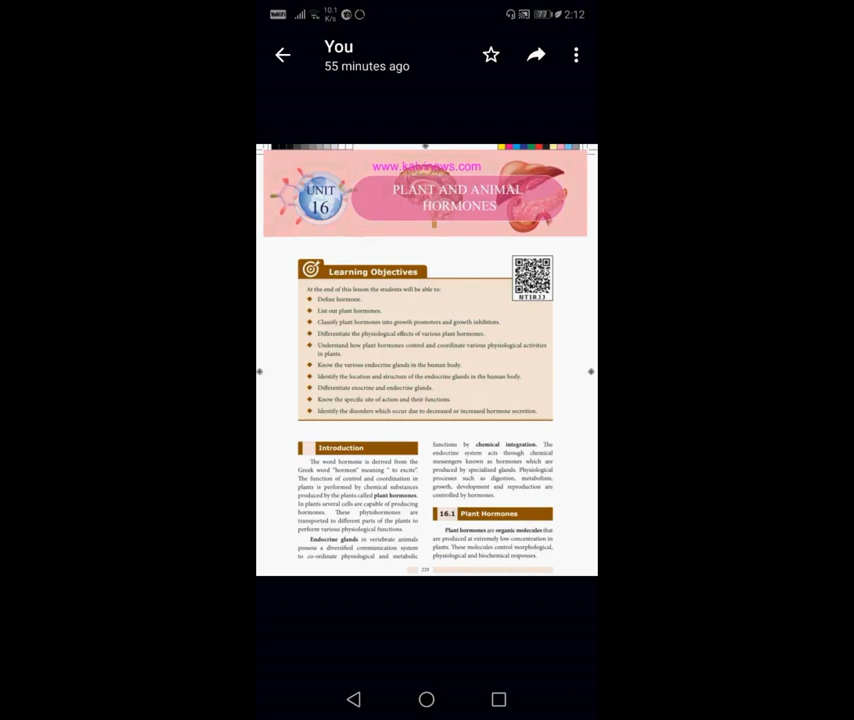 VoWiFi 10.1 K/s 77 2:12
You
55 minutes ago
www.kalvinews.com
UNIT 16
PLANT AND ANIMAL
HORMONES
Learning Objectives
At the end of this lesson the students will be able to:
◆ Define hormone.
◆ List out plant hormones.
◆ Classify plant hormones into growth promoters and growth inhibitors.
◆ Differentiate the physiological effects of various plant hormones.
◆ Understand how plant hormones control and coordinate various physiological activities
in plants.
◆ Know the various endocrine glands in the human body.
◆ Identify the location and structure of the endocrine glands in the human body.
◆ Differentiate exocrine and endocrine glands.
◆ Know the specific site of action and their functions.
◆ Identify the disorders which occur due to decreased or increased hormone secretion.
Introduction
The word hormone is derived from the
Greek word "hormon" meaning " to excite".
The function of control and coordination in
plants is performed by chemical substances
produced by the plants called plant hormones.
In plants several cells are capable of producing
hormones. These phytohormones are
transported to different parts of the plants to
perform various physiological functions.
Endocrine glands in vertebrate animals
possess a diversified communication system
to co-ordinate physiological and metabolic
functions by chemical integration. The
endocrine system acts through chemical
messengers known as hormones which are
produced by specialized glands. Physiological
processes such as digestion, metabolism,
growth, development and reproduction are
controlled by hormones.
16.1 Plant Hormones
Plant hormones are organic molecules that
are produced at extremely low concentration in
plants. These molecules control morphological,
physiological and biochemical responses.
229